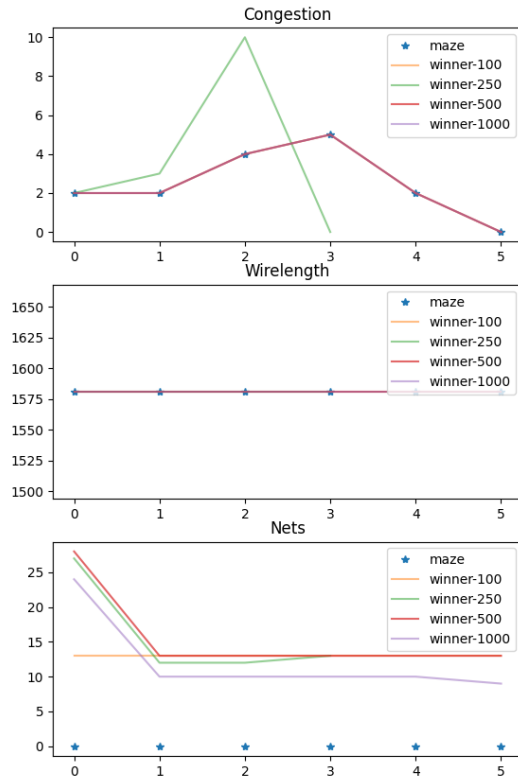 Congestion
10
8
6
4
2
0
maze
winner-100
winner-250
winner-500
winner-1000
0 1 2 3 4 5
Wirelength
1650
1625
1600
1575
1550
1525
1500
maze
winner-100
winner-250
winner-500
winner-1000
0 1 2 3 4 5
Nets
25
20
15
10
5
0
maze
winner-100
winner-250
winner-500
winner-1000
0 1 2 3 4 5